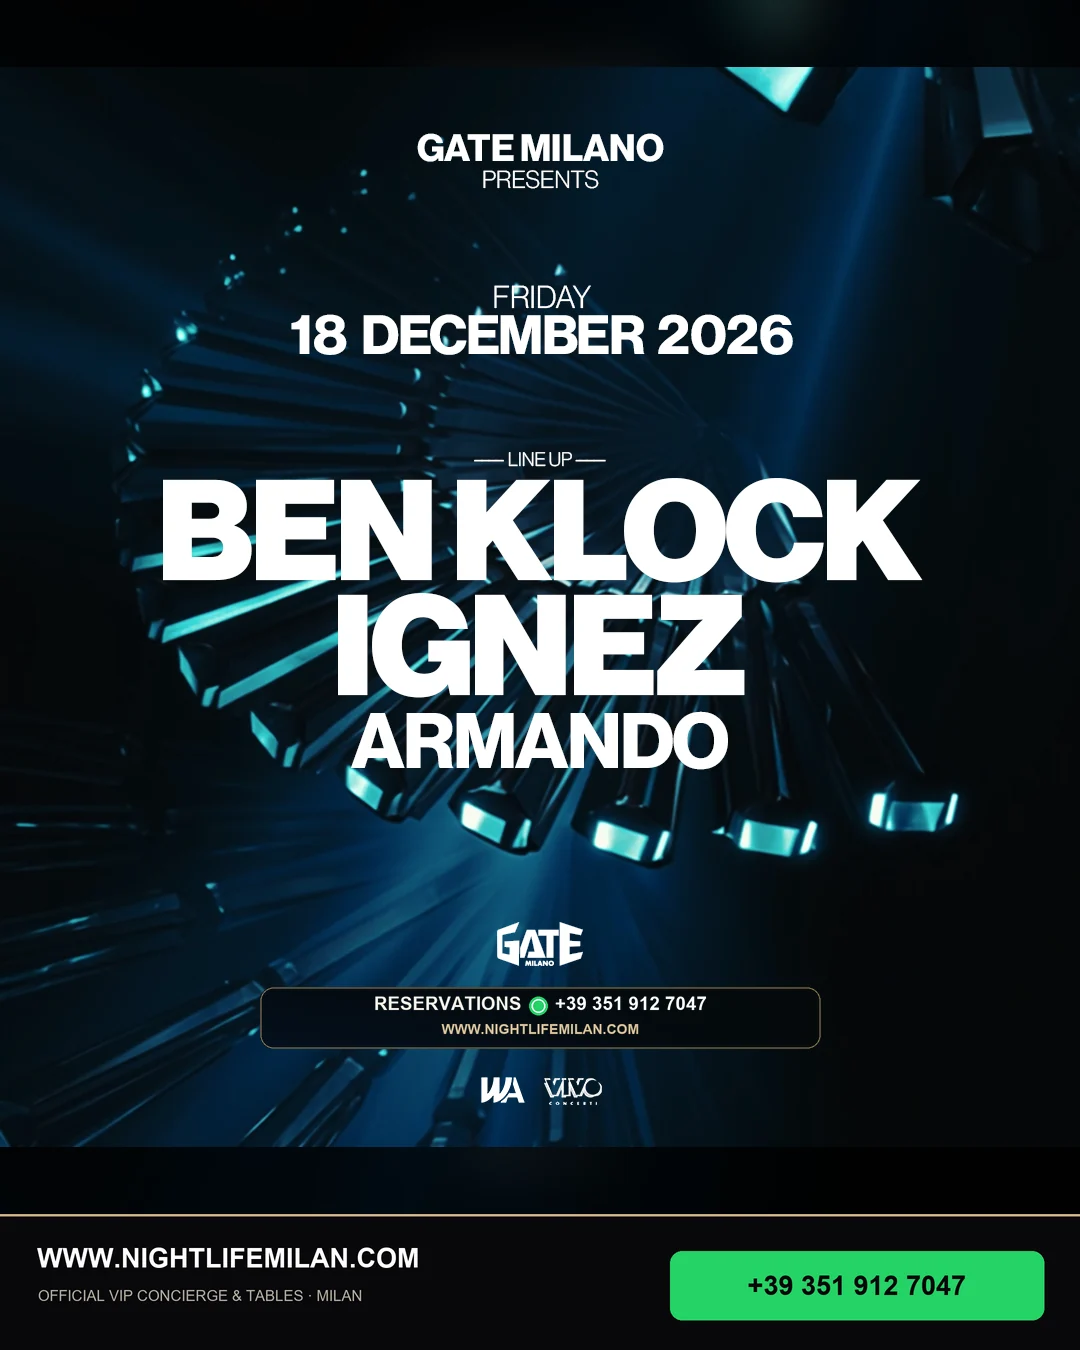 GATE MILANO
PRESENTS
FRIDAY
18 DECEMBER 2026
LINE UP
BEN KLOCK
IGNEZ
ARMANDO
GATE
MILANO
RESERVATIONS +39 351 912 7047
WWW.NIGHTLIFEMILAN.COM
WA VIVO
CONCERTI
WWW.NIGHTLIFEMILAN.COM
OFFICIAL VIP CONCIERGE & TABLES · MILAN
+39 351 912 7047